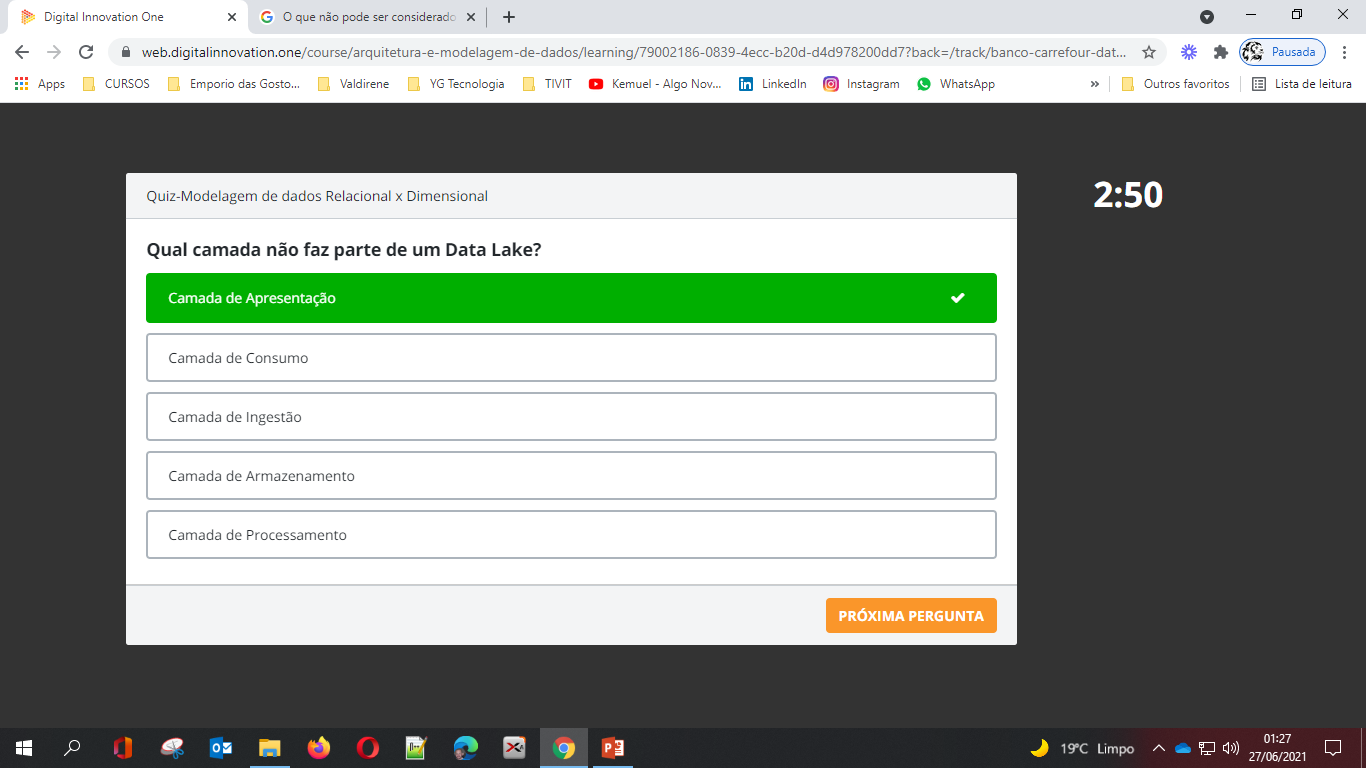 Digital Innovation One
O que não pode ser considerado
web.digitalinnovation.one/course/arquitetura-e-modelagem-de-dados/learning/79002186-0839-4ecc-b20d-d4d978200dd7?back=/track/banco-carrefour-dat...
Pausada
Apps CURSOS Emporio das Gosto... Valdirene YG Tecnologia TIVIT Kemuel - Algo Nov... LinkedIn Instagram WhatsApp » Outros favoritos Lista de leitura
Quiz-Modelagem de dados Relacional x Dimensional
2:50
Qual camada não faz parte de um Data Lake?
Camada de Apresentação
Camada de Consumo
Camada de Ingestão
Camada de Armazenamento
Camada de Processamento
PRÓXIMA PERGUNTA
19°C Limpo
01:27
27/06/2021